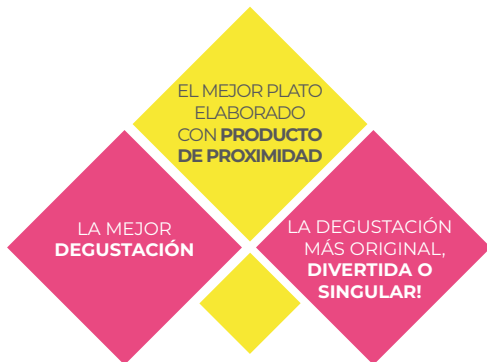 EL MEJOR PLATO
ELABORADO
CON PRODUCTO
DE PROXIMIDAD
LA MEJOR
DEGUSTACIÓN
LA DEGUSTACIÓN
MÁS ORIGINAL,
DIVERTIDA O
SINGULAR!